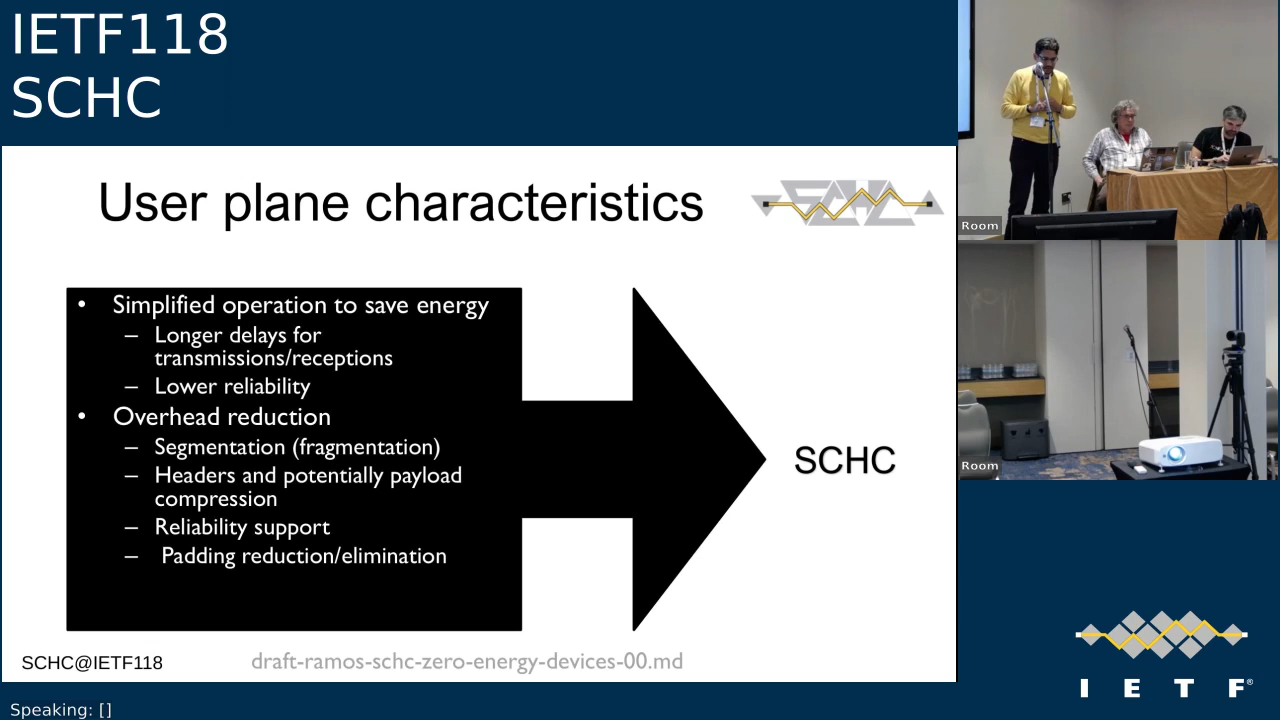 IETF118
SCHC
User plane characteristics
SCHC
• Simplified operation to save energy
– Longer delays for
transmissions/receptions
– Lower reliability
• Overhead reduction
– Segmentation (fragmentation)
– Headers and potentially payload
compression
– Reliability support
– Padding reduction/elimination
SCHC
SCHC@IETF118
draft-ramos-schc-zero-energy-devices-00.md
Room
Room
I E T F®
Speaking: []